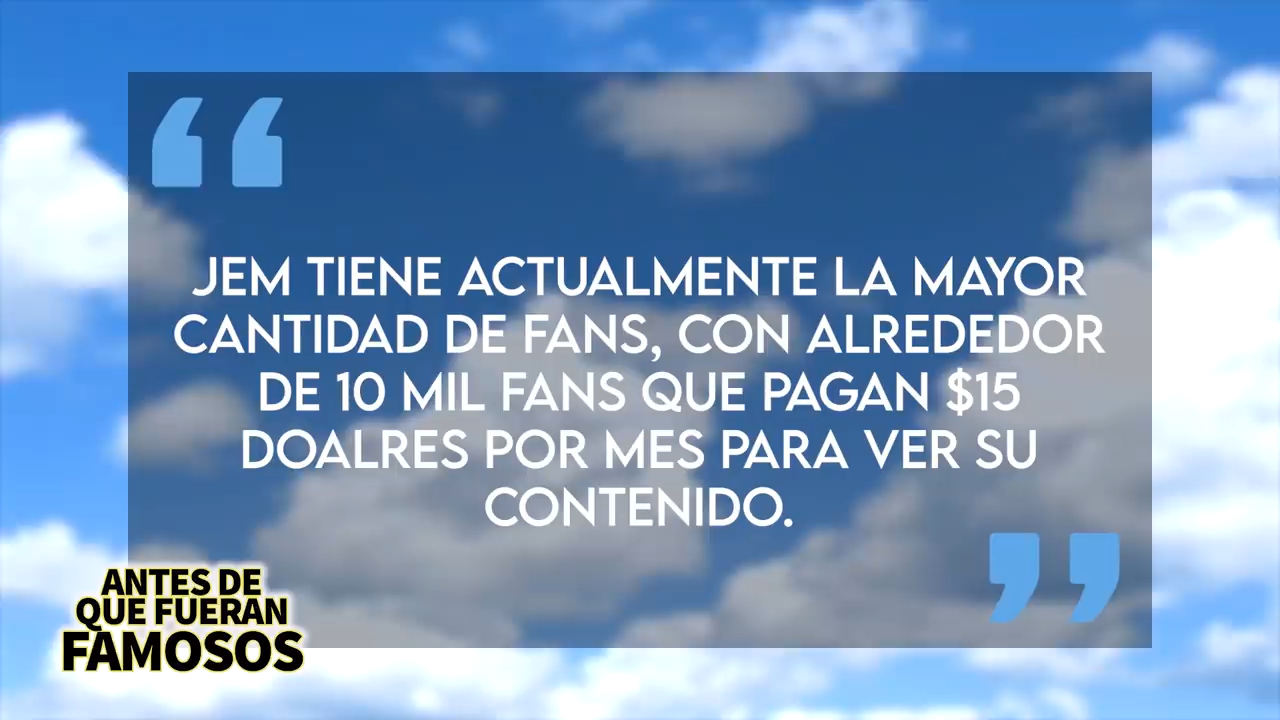 JEM TIENE ACTUALMENTE LA MAYOR
CANTIDAD DE FANS, CON ALREDEDOR
DE 10 MIL FANS QUE PAGAN $15
DOALRES POR MES PARA VER SU
CONTENIDO.
ANTES DE
QUE FUERAN
FAMOSOS